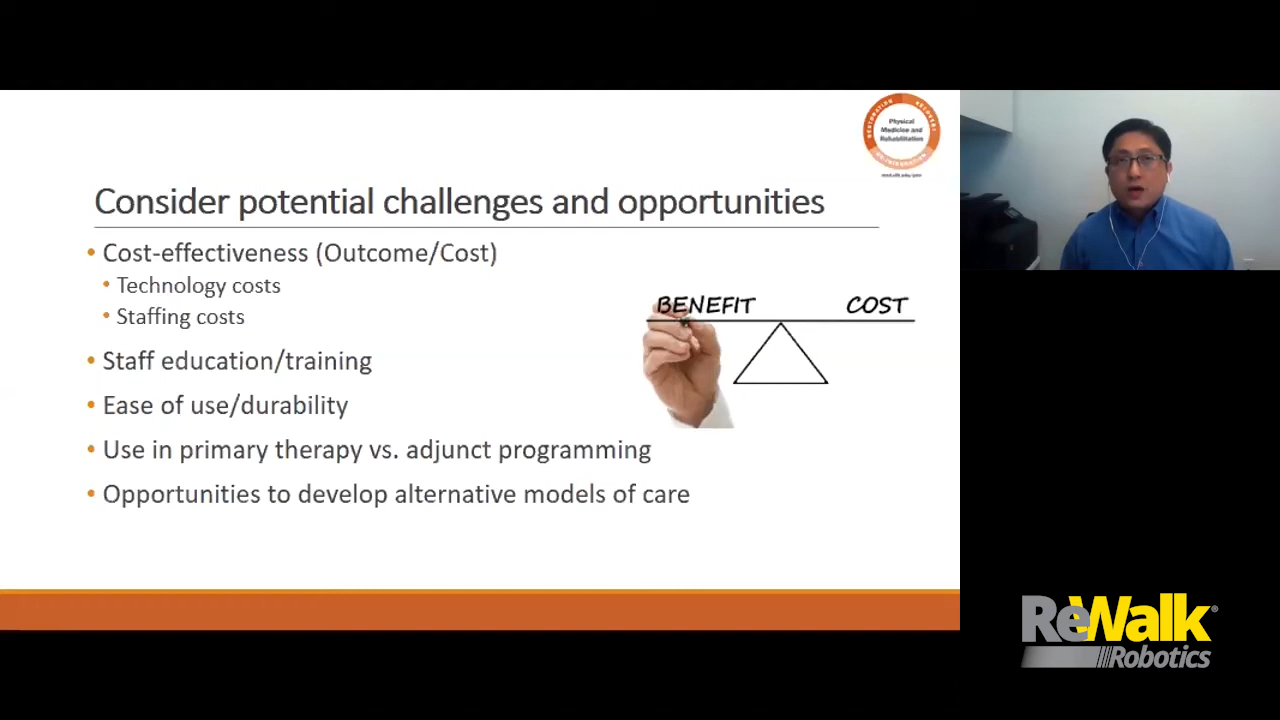 RESTORATION RECOVERY
Physical
Medicine and
Rehabilitation
Consider potential challenges and opportunities
• Cost-effectiveness (Outcome/Cost)
• Technology costs
• Staffing costs
BENEFIT COST
• Staff education/training
• Ease of use/durability
• Use in primary therapy vs. adjunct programming
• Opportunities to develop alternative models of care
ReWalk®
Robotics